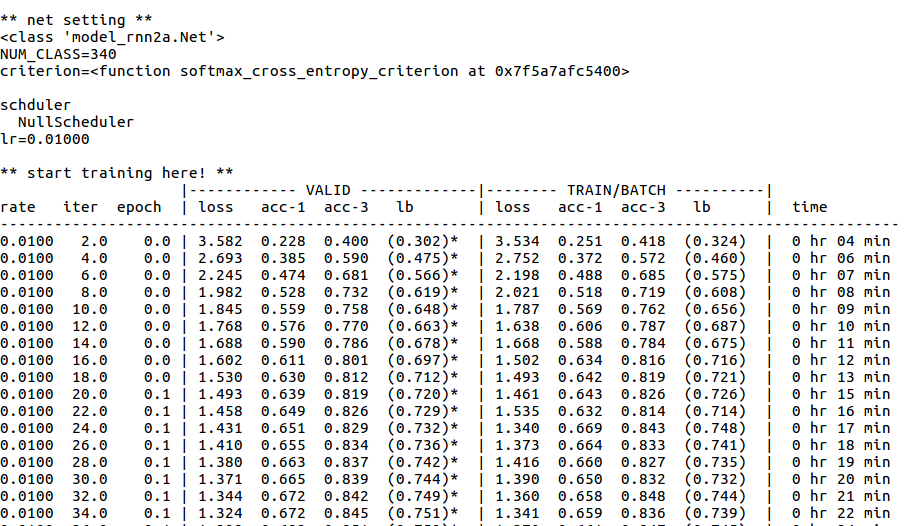 ** net setting **
<class 'model_rnn2a.Net'>
NUM_CLASS=340
criterion=<function softmax_cross_entropy_criterion at 0x7f5a7afc5400>
schduler
NullScheduler
lr=0.01000
** start training here! **
|------------ VALID -------------|-------- TRAIN/BATCH ----------|
rate iter epoch | loss acc-1 acc-3 lb | loss acc-1 acc-3 lb | time
----------------------------------------------------------------------------------------------------
0.0100 2.0 0.0 | 3.582 0.228 0.400 (0.302)* | 3.534 0.251 0.418 (0.324) | 0 hr 04 min
0.0100 4.0 0.0 | 2.693 0.385 0.590 (0.475)* | 2.752 0.372 0.572 (0.460) | 0 hr 06 min
0.0100 6.0 0.0 | 2.245 0.474 0.681 (0.566)* | 2.198 0.488 0.685 (0.575) | 0 hr 07 min
0.0100 8.0 0.0 | 1.982 0.528 0.732 (0.619)* | 2.021 0.518 0.719 (0.608) | 0 hr 08 min
0.0100 10.0 0.0 | 1.845 0.559 0.758 (0.648)* | 1.787 0.569 0.762 (0.656) | 0 hr 09 min
0.0100 12.0 0.0 | 1.768 0.576 0.770 (0.663)* | 1.638 0.606 0.787 (0.687) | 0 hr 10 min
0.0100 14.0 0.0 | 1.688 0.590 0.786 (0.678)* | 1.668 0.588 0.784 (0.675) | 0 hr 11 min
0.0100 16.0 0.0 | 1.602 0.611 0.801 (0.697)* | 1.502 0.634 0.816 (0.716) | 0 hr 12 min
0.0100 18.0 0.0 | 1.530 0.630 0.812 (0.712)* | 1.493 0.642 0.819 (0.721) | 0 hr 13 min
0.0100 20.0 0.1 | 1.493 0.639 0.819 (0.720)* | 1.461 0.643 0.826 (0.726) | 0 hr 15 min
0.0100 22.0 0.1 | 1.458 0.649 0.826 (0.729)* | 1.535 0.632 0.814 (0.714) | 0 hr 16 min
0.0100 24.0 0.1 | 1.431 0.651 0.829 (0.732)* | 1.340 0.669 0.843 (0.748) | 0 hr 17 min
0.0100 26.0 0.1 | 1.410 0.655 0.834 (0.736)* | 1.373 0.664 0.833 (0.741) | 0 hr 18 min
0.0100 28.0 0.1 | 1.380 0.663 0.837 (0.742)* | 1.416 0.660 0.827 (0.735) | 0 hr 19 min
0.0100 30.0 0.1 | 1.371 0.665 0.839 (0.744)* | 1.390 0.650 0.832 (0.732) | 0 hr 20 min
0.0100 32.0 0.1 | 1.344 0.672 0.842 (0.749)* | 1.360 0.658 0.848 (0.744) | 0 hr 21 min
0.0100 34.0 0.1 | 1.324 0.672 0.845 (0.751)* | 1.341 0.659 0.836 (0.739) | 0 hr 22 min